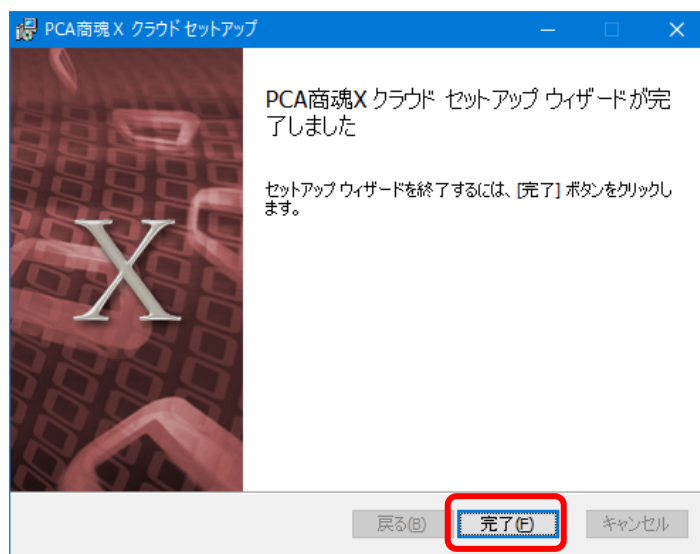 PCA商魂X クラウド セットアップ
PCA商魂X クラウド セットアップ ウィザードが完
了しました
セットアップ ウィザードを終了するには、[完了] ボタンをクリックし
ます。
X
戻る(B) 完了(F) キャンセル